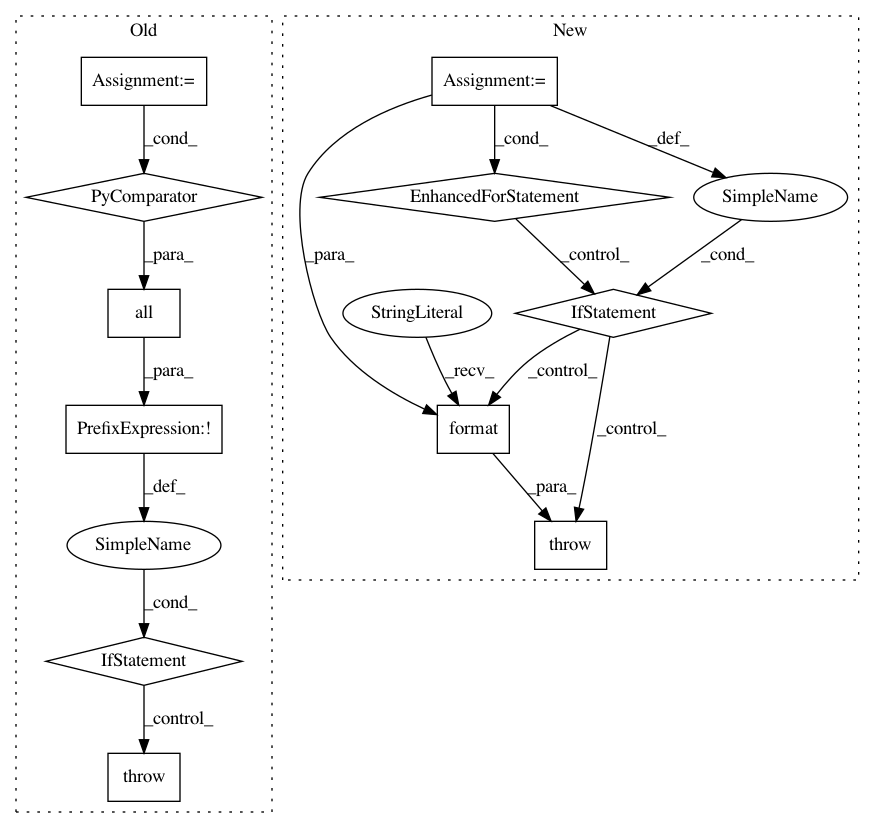 Old
New
Assignment:=
Assignment:=
_cond_
_cond_
_def_
PyComparator
EnhancedForStatement
SimpleName
_para_
_para_
_control_
_cond_
all
StringLiteral
IfStatement
_para_
_recv_
_control_
PrefixExpression:!
format
_control_
_def_
_para_
SimpleName
throw
_cond_
IfStatement
_control_
throw